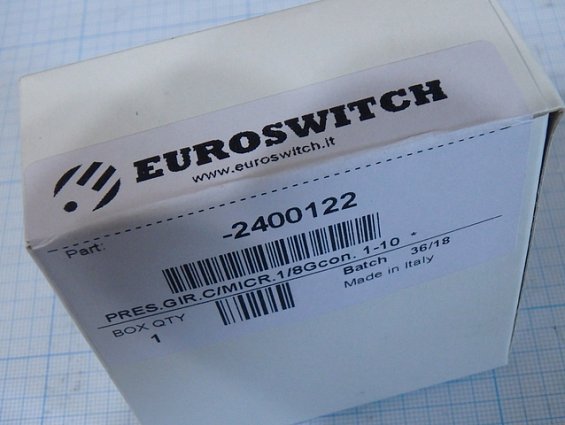 EUROSWITCH
www.euroswitch.it
Part: -2400122
PRES.GIR.C/MICR.1/8Gcon. 1-10 *
BOX QTY Batch 36/18
1 Made in Italy